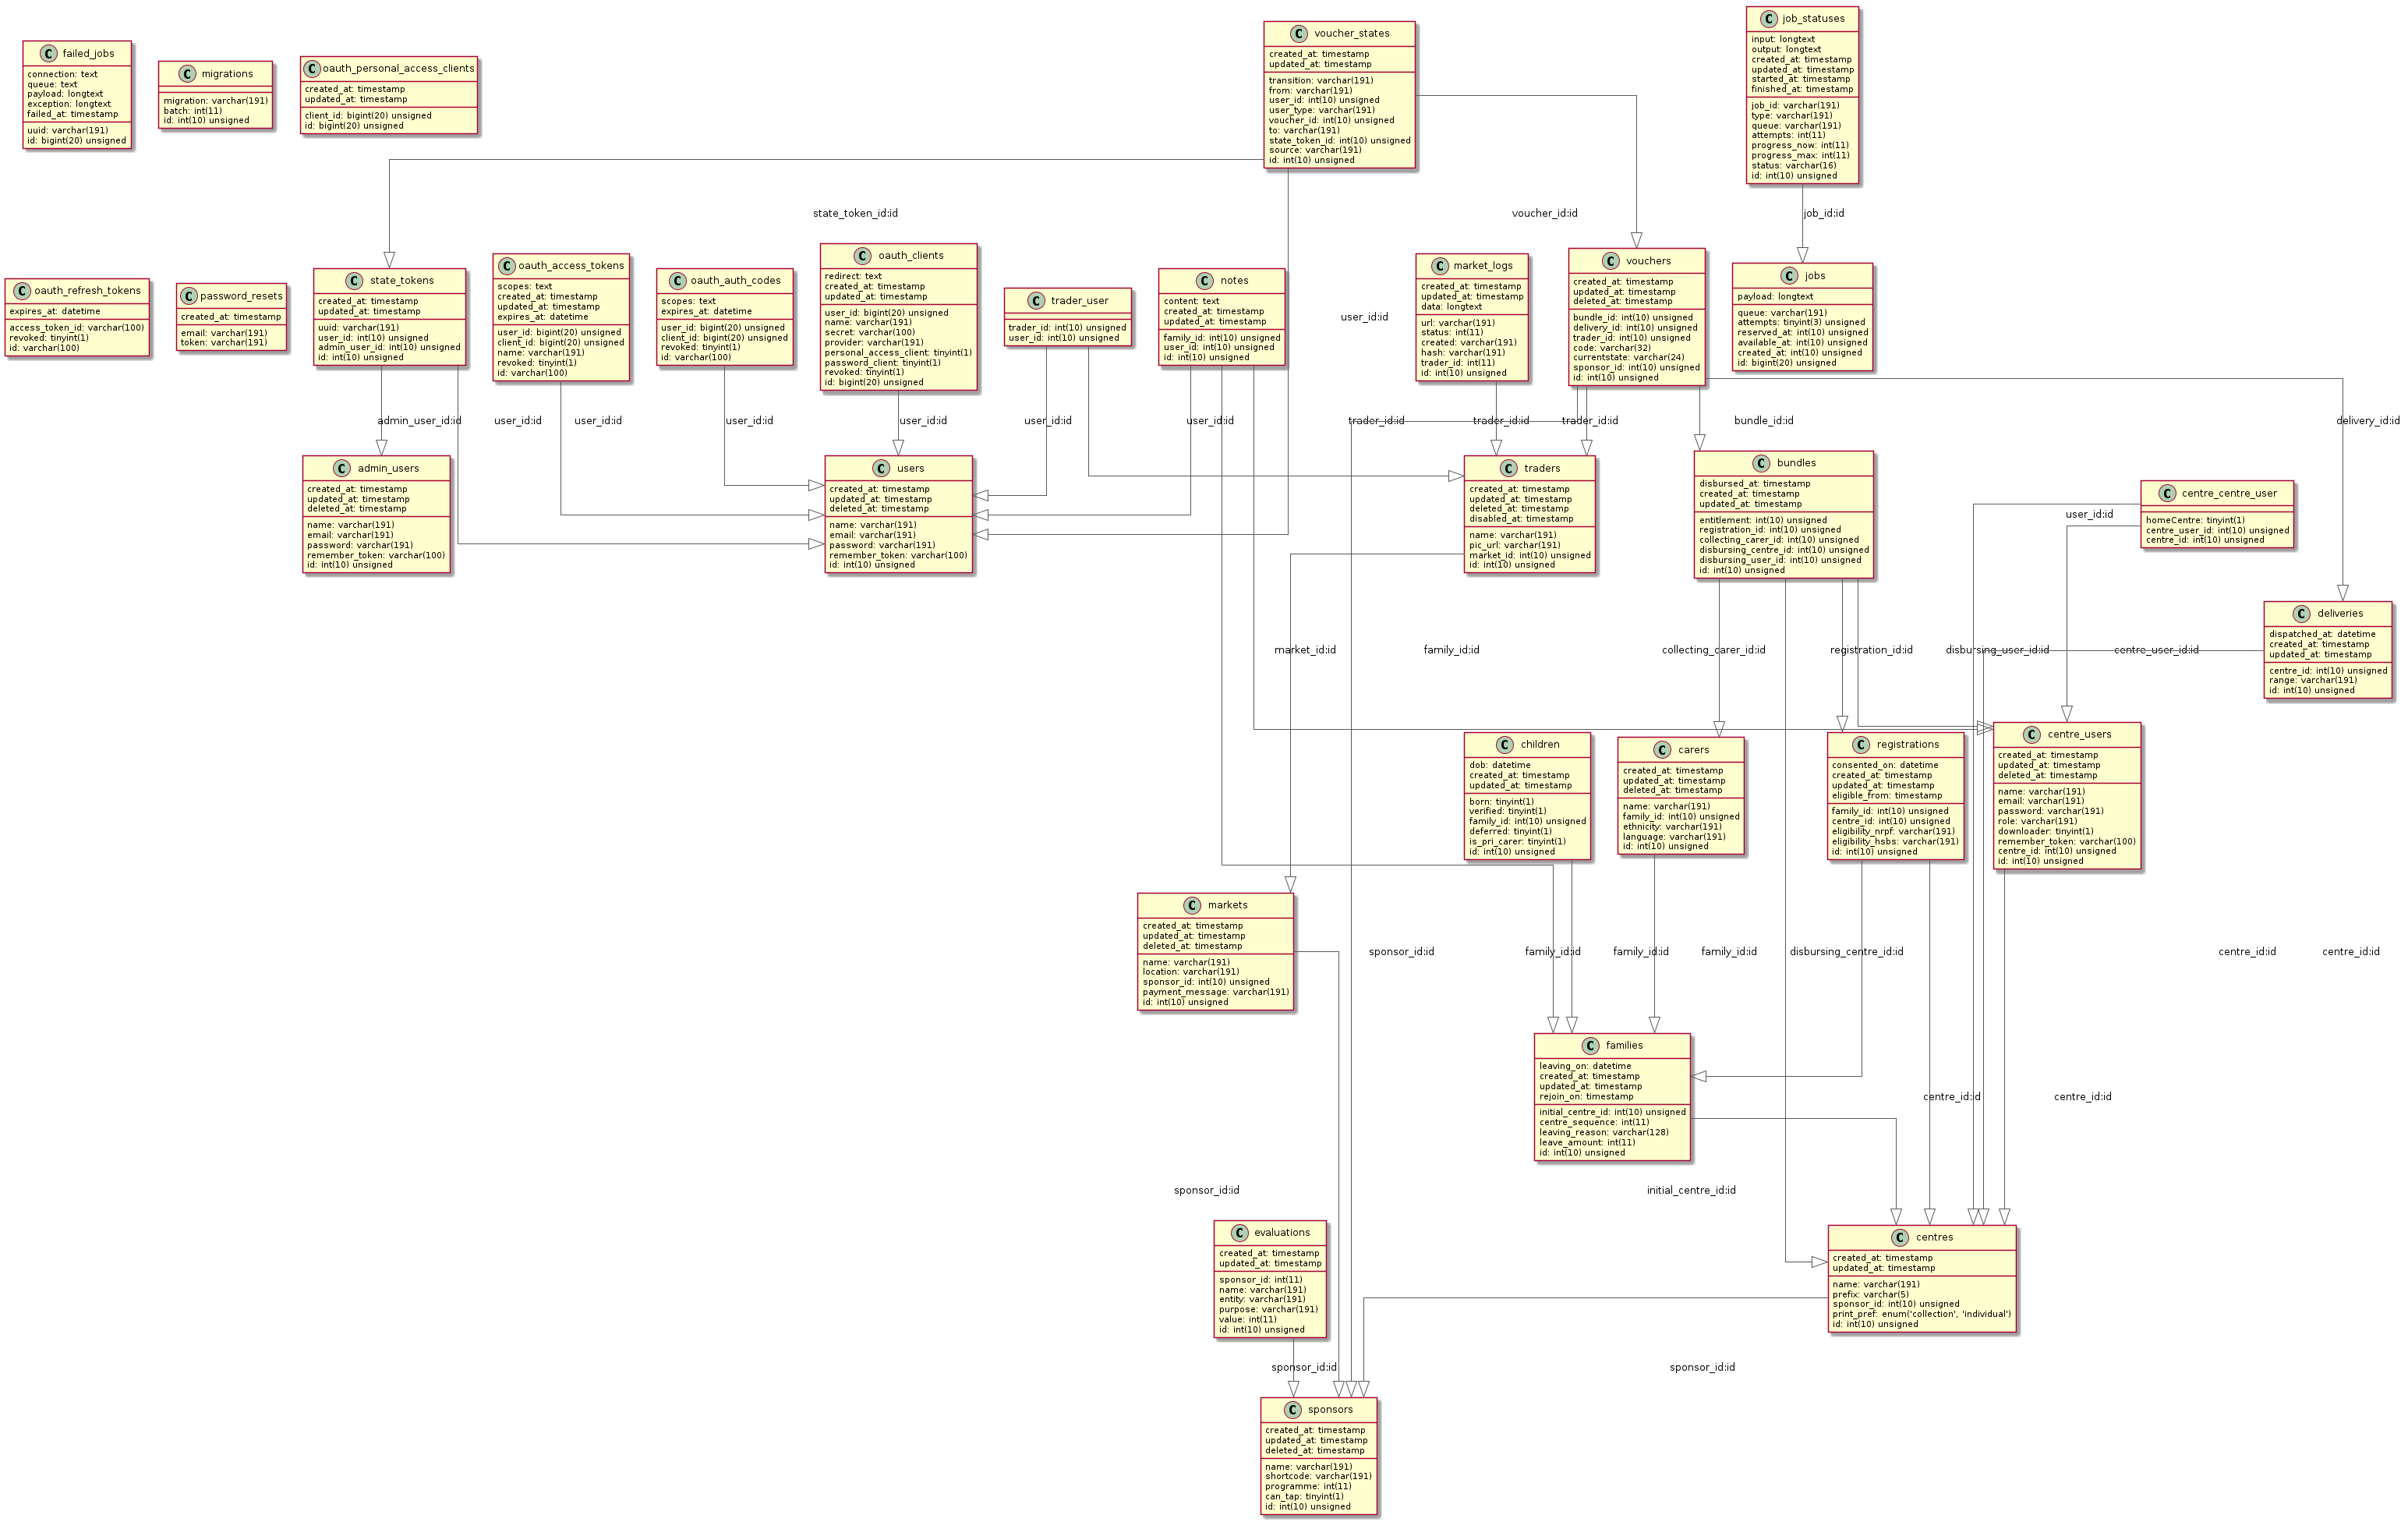 failed_jobs
connection: text
queue: text
payload: longtext
exception: longtext
failed_at: timestamp
uuid: varchar(191)
id: bigint(20) unsigned
migrations
migration: varchar(191)
batch: int(11)
id: int(10) unsigned
oauth_personal_access_clients
created_at: timestamp
updated_at: timestamp
client_id: bigint(20) unsigned
id: bigint(20) unsigned
voucher_states
created_at: timestamp
updated_at: timestamp
transition: varchar(191)
from: varchar(191)
user_id: int(10) unsigned
user_type: varchar(191)
voucher_id: int(10) unsigned
to: varchar(191)
state_token_id: int(10) unsigned
source: varchar(191)
id: int(10) unsigned
job_statuses
input: longtext
output: longtext
created_at: timestamp
updated_at: timestamp
started_at: timestamp
finished_at: timestamp
job_id: varchar(191)
type: varchar(191)
queue: varchar(191)
attempts: int(11)
progress_now: int(11)
progress_max: int(11)
status: varchar(16)
id: int(10) unsigned
state_token_id:id
voucher_id:id
job_id:id
oauth_refresh_tokens
expires_at: datetime
access_token_id: varchar(100)
revoked: tinyint(1)
id: varchar(100)
password_resets
created_at: timestamp
email: varchar(191)
token: varchar(191)
state_tokens
created_at: timestamp
updated_at: timestamp
uuid: varchar(191)
user_id: int(10) unsigned
admin_user_id: int(10) unsigned
id: int(10) unsigned
oauth_access_tokens
scopes: text
created_at: timestamp
updated_at: timestamp
expires_at: datetime
user_id: bigint(20) unsigned
client_id: bigint(20) unsigned
name: varchar(191)
revoked: tinyint(1)
id: varchar(100)
oauth_auth_codes
scopes: text
expires_at: datetime
user_id: bigint(20) unsigned
client_id: bigint(20) unsigned
revoked: tinyint(1)
id: varchar(100)
oauth_clients
redirect: text
created_at: timestamp
updated_at: timestamp
user_id: bigint(20) unsigned
name: varchar(191)
secret: varchar(100)
provider: varchar(191)
personal_access_client: tinyint(1)
password_client: tinyint(1)
revoked: tinyint(1)
id: bigint(20) unsigned
trader_user
trader_id: int(10) unsigned
user_id: int(10) unsigned
notes
content: text
created_at: timestamp
updated_at: timestamp
family_id: int(10) unsigned
user_id: int(10) unsigned
id: int(10) unsigned
user_id:id
market_logs
created_at: timestamp
updated_at: timestamp
data: longtext
url: varchar(191)
status: int(11)
created: varchar(191)
hash: varchar(191)
trader_id: int(11)
id: int(10) unsigned
vouchers
created_at: timestamp
updated_at: timestamp
deleted_at: timestamp
bundle_id: int(10) unsigned
delivery_id: int(10) unsigned
trader_id: int(10) unsigned
code: varchar(32)
currentstate: varchar(24)
sponsor_id: int(10) unsigned
id: int(10) unsigned
jobs
payload: longtext
queue: varchar(191)
attempts: tinyint(3) unsigned
reserved_at: int(10) unsigned
available_at: int(10) unsigned
created_at: int(10) unsigned
id: bigint(20) unsigned
admin_user_id:id
user_id:id
user_id:id
user_id:id
user_id:id
user_id:id
user_id:id
trader_id:id
trader_id:id
trader_id:id
bundle_id:id
delivery_id:id
admin_users
created_at: timestamp
updated_at: timestamp
deleted_at: timestamp
name: varchar(191)
email: varchar(191)
password: varchar(191)
remember_token: varchar(100)
id: int(10) unsigned
users
created_at: timestamp
updated_at: timestamp
deleted_at: timestamp
name: varchar(191)
email: varchar(191)
password: varchar(191)
remember_token: varchar(100)
id: int(10) unsigned
traders
created_at: timestamp
updated_at: timestamp
deleted_at: timestamp
disabled_at: timestamp
name: varchar(191)
pic_url: varchar(191)
market_id: int(10) unsigned
id: int(10) unsigned
bundles
disbursed_at: timestamp
created_at: timestamp
updated_at: timestamp
entitlement: int(10) unsigned
registration_id: int(10) unsigned
collecting_carer_id: int(10) unsigned
disbursing_centre_id: int(10) unsigned
disbursing_user_id: int(10) unsigned
id: int(10) unsigned
user_id:id
centre_centre_user
homeCentre: tinyint(1)
centre_user_id: int(10) unsigned
centre_id: int(10) unsigned
deliveries
dispatched_at: datetime
created_at: timestamp
updated_at: timestamp
centre_id: int(10) unsigned
range: varchar(191)
id: int(10) unsigned
market_id:id
family_id:id
collecting_carer_id:id
registration_id:id
disbursing_user_id:id
centre_user_id:id
children
dob: datetime
created_at: timestamp
updated_at: timestamp
born: tinyint(1)
verified: tinyint(1)
family_id: int(10) unsigned
deferred: tinyint(1)
is_pri_carer: tinyint(1)
id: int(10) unsigned
carers
created_at: timestamp
updated_at: timestamp
deleted_at: timestamp
name: varchar(191)
family_id: int(10) unsigned
ethnicity: varchar(191)
language: varchar(191)
id: int(10) unsigned
registrations
consented_on: datetime
created_at: timestamp
updated_at: timestamp
eligible_from: timestamp
family_id: int(10) unsigned
centre_id: int(10) unsigned
eligibility_nrpf: varchar(191)
eligibility_hsbs: varchar(191)
id: int(10) unsigned
centre_users
created_at: timestamp
updated_at: timestamp
deleted_at: timestamp
name: varchar(191)
email: varchar(191)
password: varchar(191)
role: varchar(191)
downloader: tinyint(1)
remember_token: varchar(100)
centre_id: int(10) unsigned
id: int(10) unsigned
markets
created_at: timestamp
updated_at: timestamp
deleted_at: timestamp
name: varchar(191)
location: varchar(191)
sponsor_id: int(10) unsigned
payment_message: varchar(191)
id: int(10) unsigned
sponsor_id:id
family_id:id
family_id:id
family_id:id
disbursing_centre_id:id
centre_id:id
centre_id:id
families
leaving_on: datetime
created_at: timestamp
updated_at: timestamp
rejoin_on: timestamp
initial_centre_id: int(10) unsigned
centre_sequence: int(11)
leaving_reason: varchar(128)
leave_amount: int(11)
id: int(10) unsigned
centre_id:id
centre_id:id
sponsor_id:id
initial_centre_id:id
evaluations
created_at: timestamp
updated_at: timestamp
sponsor_id: int(11)
name: varchar(191)
entity: varchar(191)
purpose: varchar(191)
value: int(11)
id: int(10) unsigned
centres
created_at: timestamp
updated_at: timestamp
name: varchar(191)
prefix: varchar(5)
sponsor_id: int(10) unsigned
print_pref: enum('collection', 'individual')
id: int(10) unsigned
sponsor_id:id
sponsor_id:id
sponsors
created_at: timestamp
updated_at: timestamp
deleted_at: timestamp
name: varchar(191)
shortcode: varchar(191)
programme: int(11)
can_tap: tinyint(1)
id: int(10) unsigned